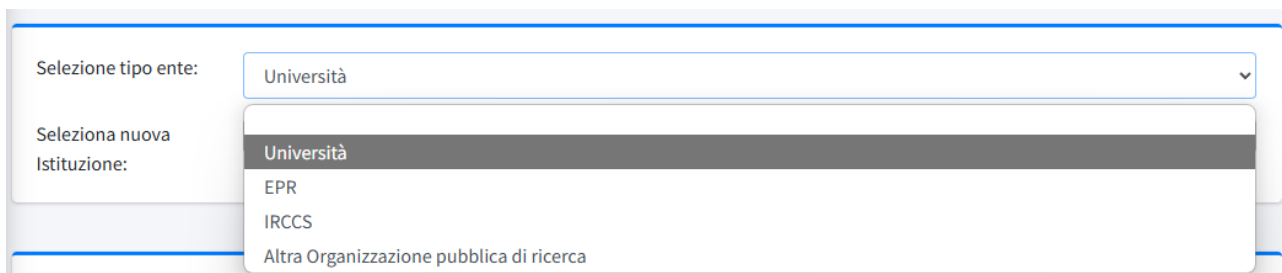 Selezione tipo ente:
Università
Seleziona nuova
Istituzione:
Università
EPR
IRCCS
Altra Organizzazione pubblica di ricerca